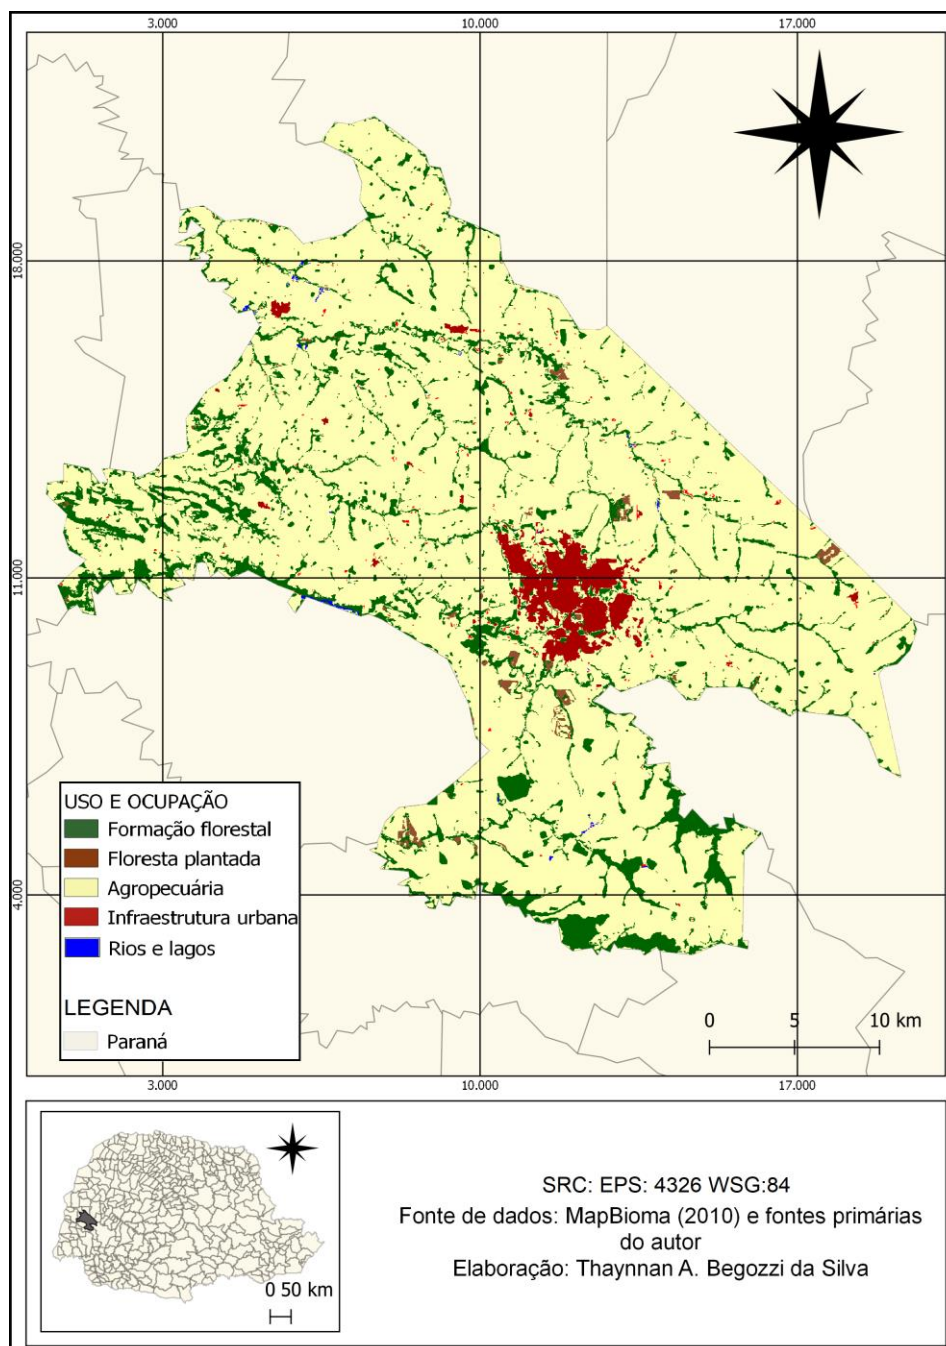 3.000 10.000 17.000
18.000
11.000
4.000
USO E OCUPAÇÃO
Formação florestal
Floresta plantada
Agropecuária
Infraestrutura urbana
Rios e lagos
LEGENDA
Paraná
0 5 10 km
3.000 10.000 17.000
0 50 km
SRC: EPS: 4326 WSG:84
Fonte de dados: MapBioma (2010) e fontes primárias
do autor
Elaboração: Thaynnan A. Begozzi da Silva